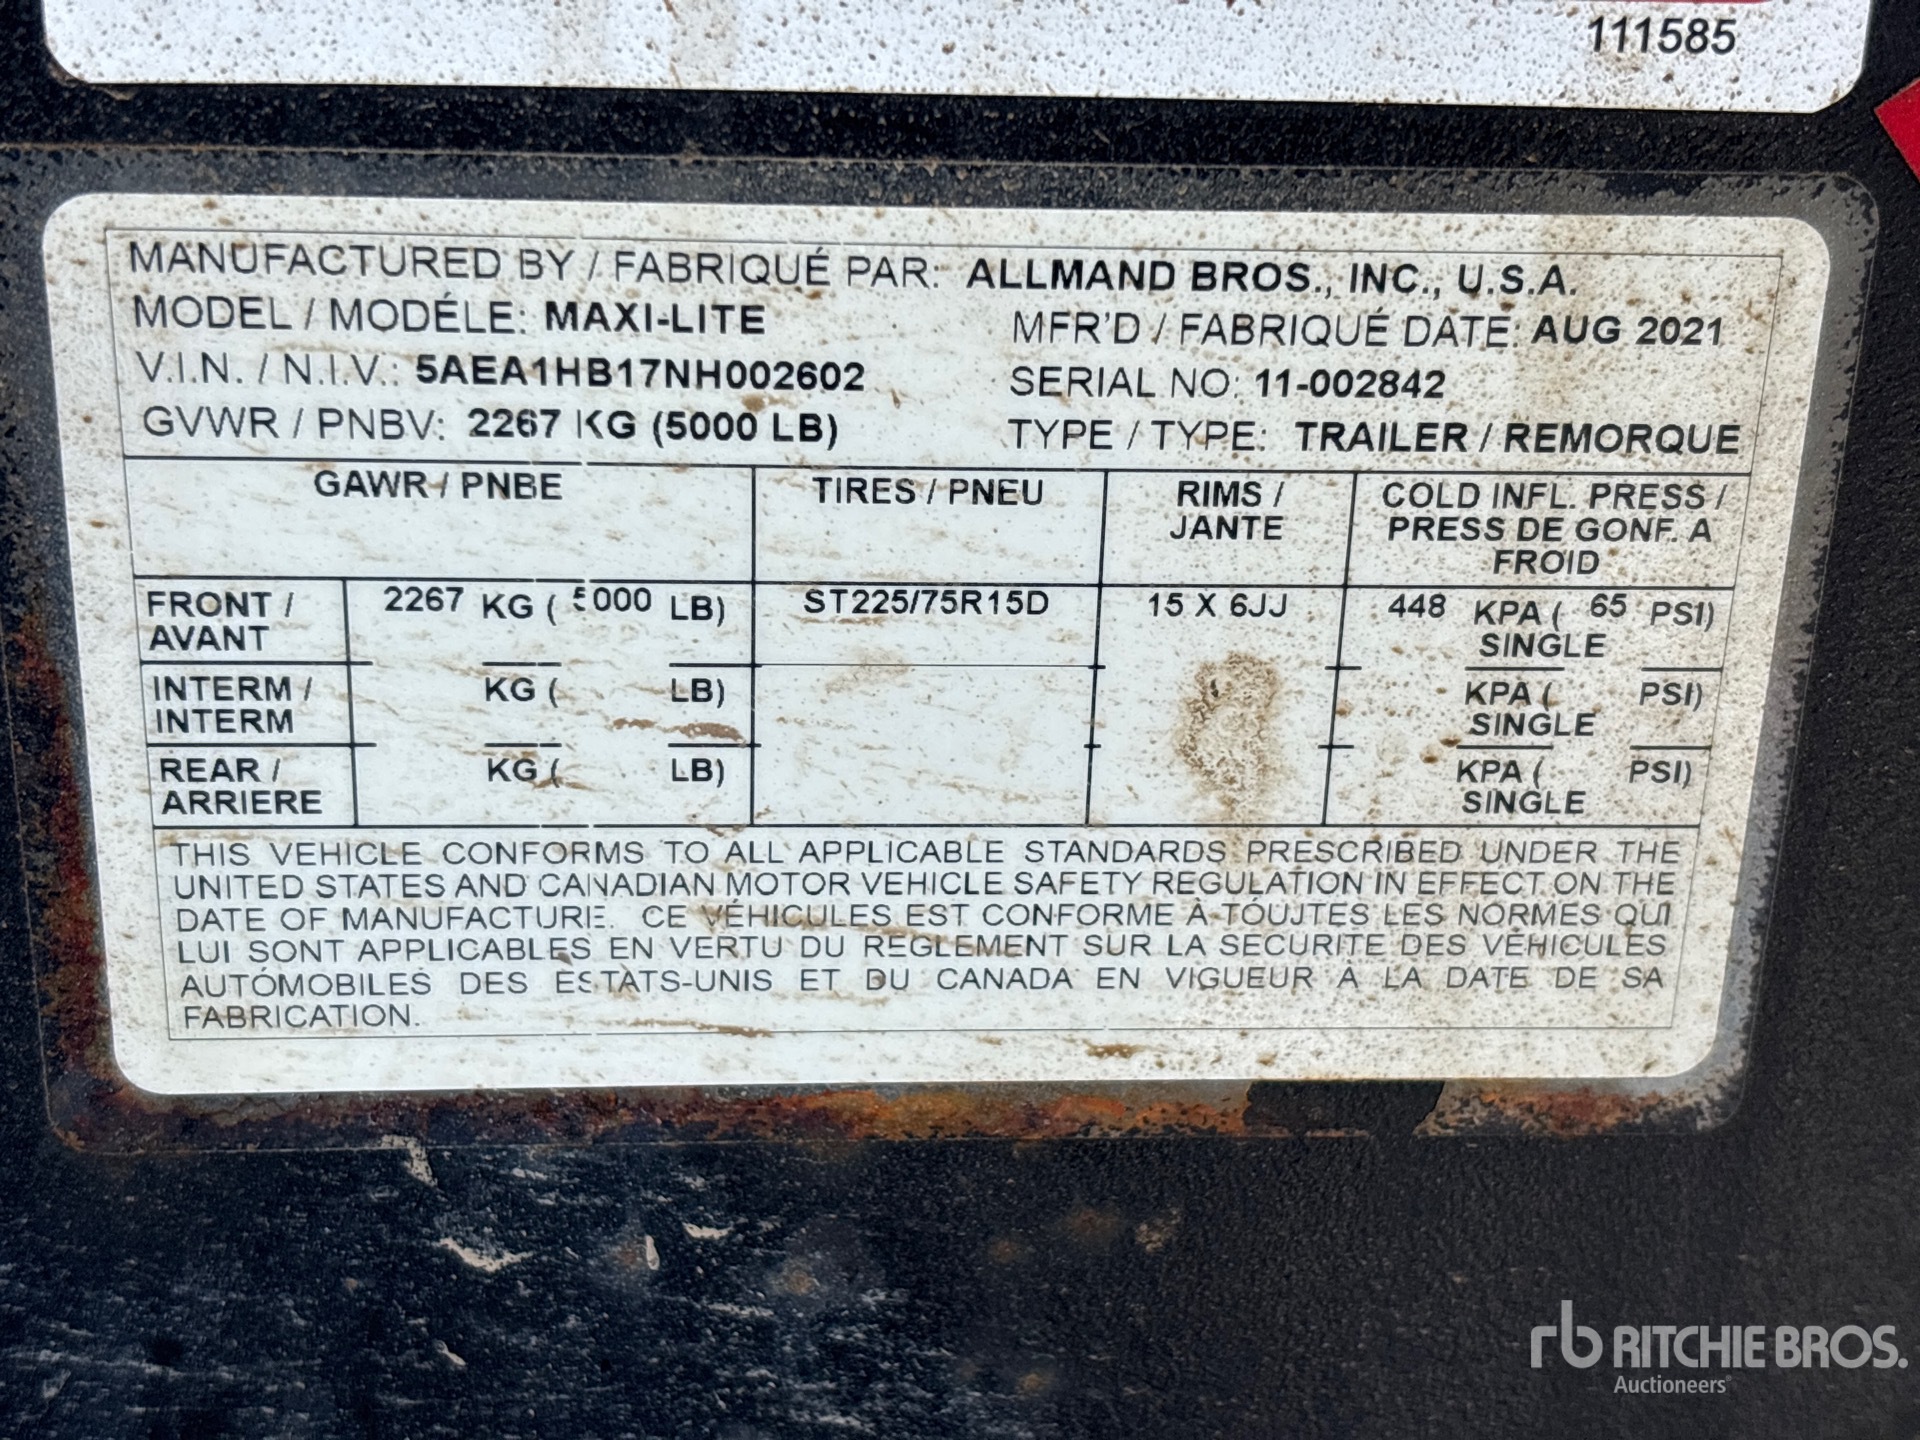 111585
MANUFACTURED BY / FABRIQUÉ PAR: ALLMAND BROS., INC., U.S.A.
MODEL / MODÉLE: MAXI-LITE MFR'D / FABRIQUÉ DATE: AUG 2021
V.I.N. / N.I.V.: 5AEA1HB17NH002602 SERIAL NO: 11-002842
GVWR / PNBV: 2267 KG (5000 LB) TYPE / TYPE: TRAILER / REMORQUE
GAWR / PNBE TIRES / PNEU RIMS / JANTE COLD INFL. PRESS / PRESS DE GONF. A FROID
FRONT / AVANT 2267 KG ( 5000 LB) ST225/75R15D 15 X 6JJ 448 KPA ( 65 PSI) SINGLE
INTERM / INTERM KG ( LB) KPA ( PSI) SINGLE
REAR / ARRIERE KG ( LB) KPA ( PSI) SINGLE
THIS VEHICLE CONFORMS TO ALL APPLICABLE STANDARDS PRESCRIBED UNDER THE
UNITED STATES AND CANADIAN MOTOR VEHICLE SAFETY REGULATION IN EFFECT ON THE
DATE OF MANUFACTURE. CE VÉHICULES EST CONFORME À TOUJTES LES NORMES QUI
LUI SONT APPLICABLES EN VERTU DU REGLEMENT SUR LA SECURITE DES VÉHICULES
AUTÓMOBILES DES ESTATS-UNIS ET DU CANADA EN VIGUEUR À LA DATE DE SA
FABRICATION.
rb RITCHIE BROS.
Auctioneers